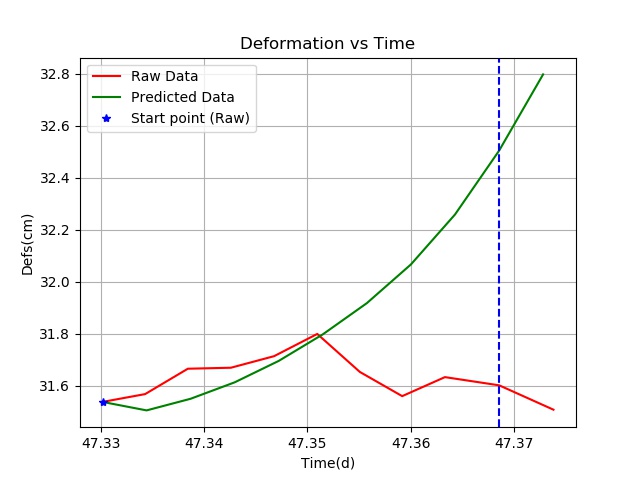 Deformation vs Time
Raw Data
Predicted Data
Start point (Raw)
32.8
32.6
32.4
32.2
32.0
31.8
31.6
Defs(cm)
47.33 47.34 47.35 47.36 47.37
Time(d)